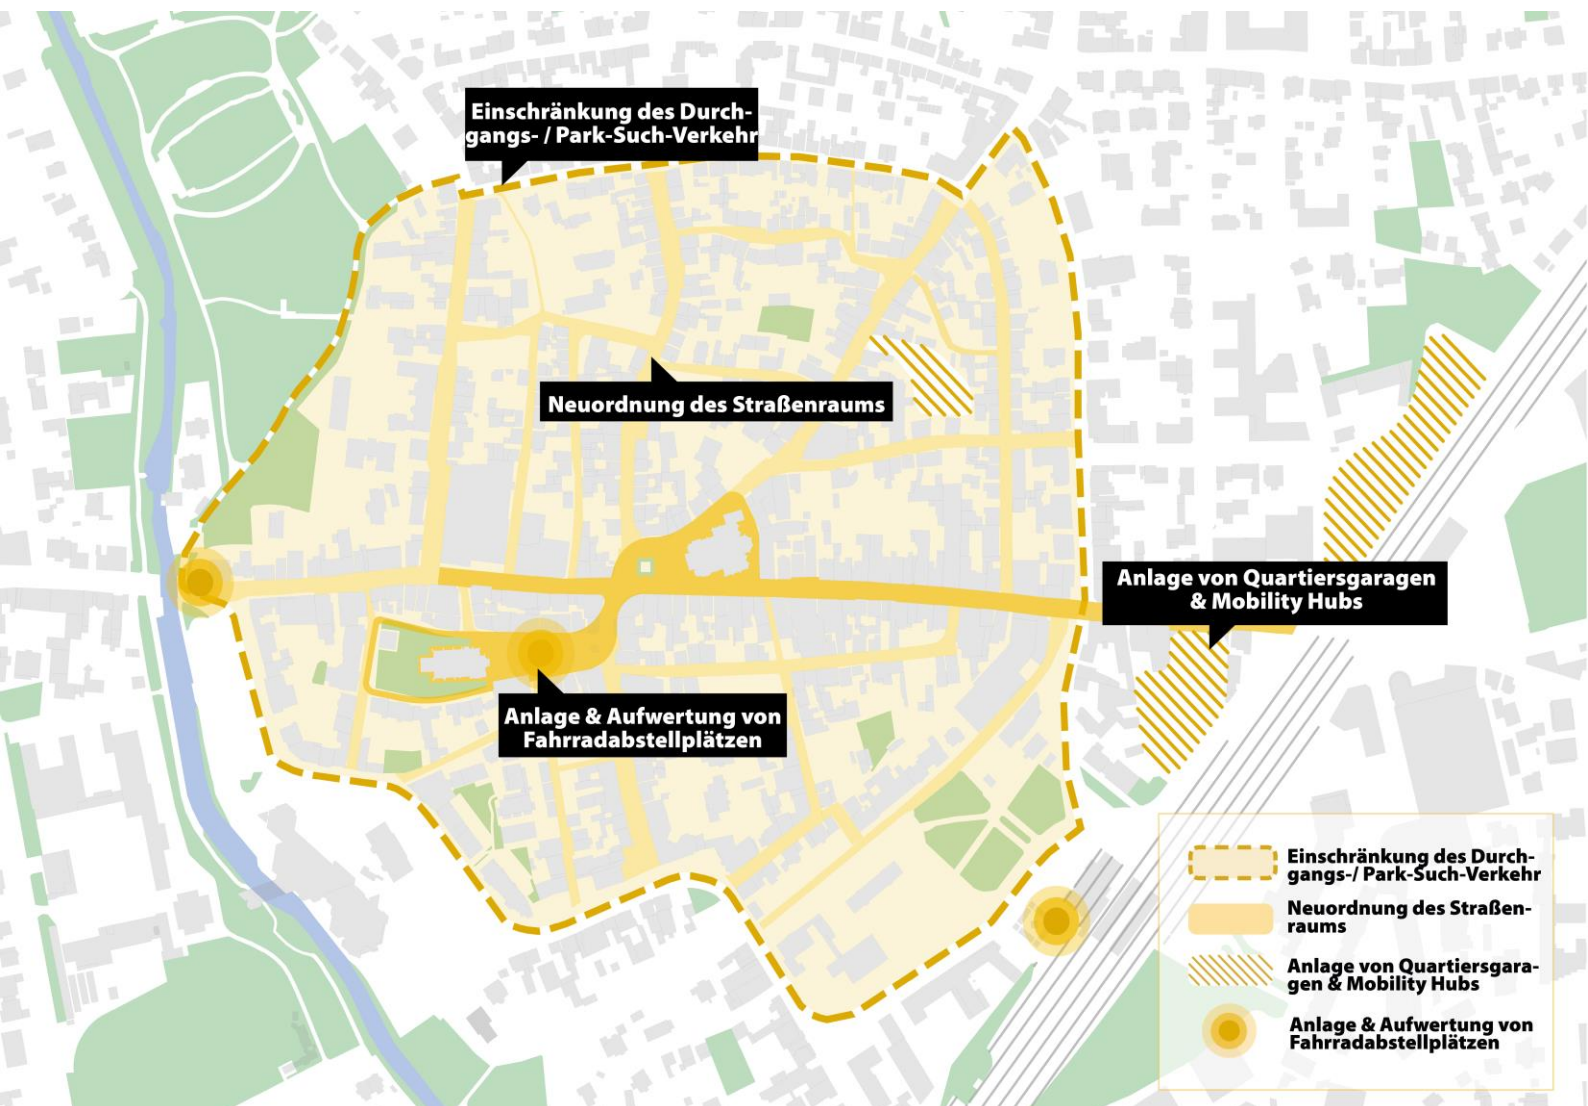 Einschränkung des Durch-
gangs- / Park-Such-Verkehr
Neuordnung des Straßenraums
Anlage von Quartiersgaragen
& Mobility Hubs
Anlage & Aufwertung von
Fahrradabstellplätzen
Einschränkung des Durch-
gangs-/ Park-Such-Verkehr
Neuordnung des Straßen-
raums
Anlage von Quartiersgara-
gen & Mobility Hubs
Anlage & Aufwertung von
Fahrradabstellplätzen